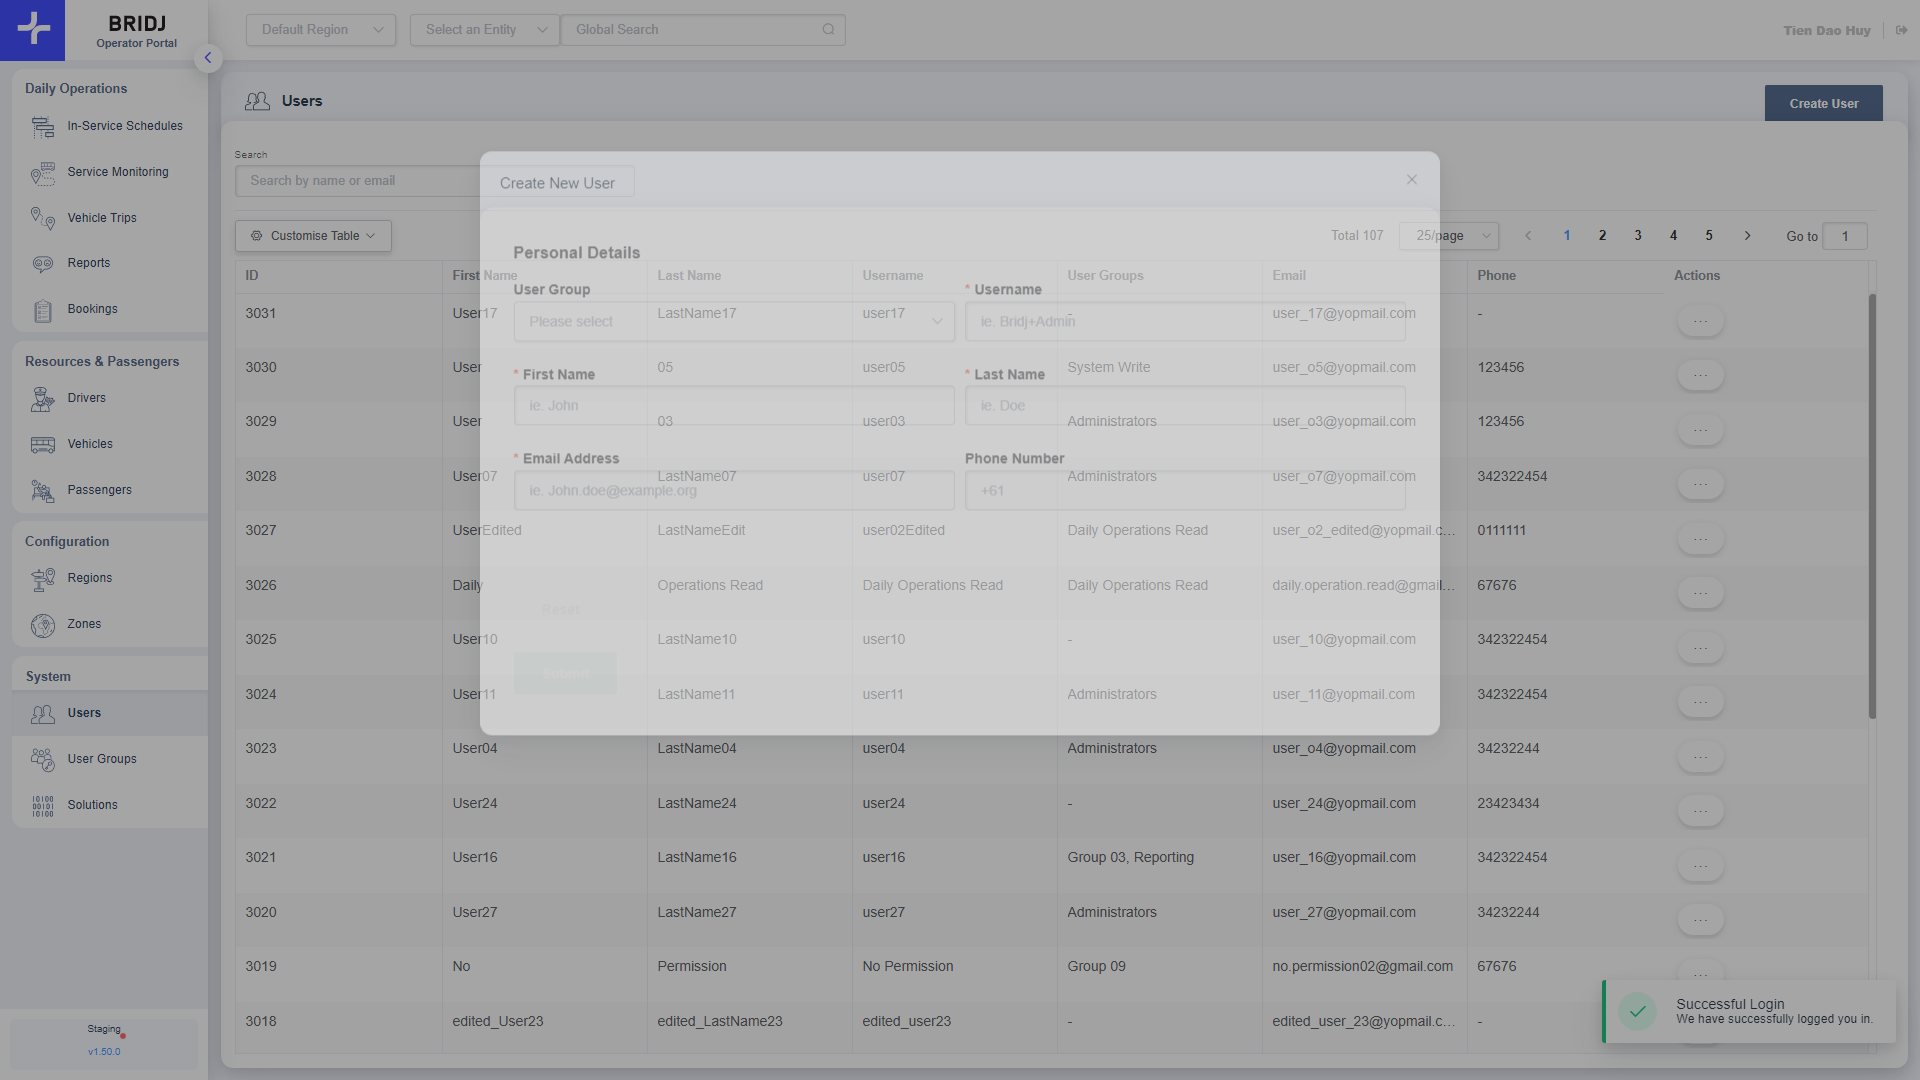 BRIDJ
Operator Portal
Default Region
Select an Entity
Global Search
Tien Dao Huy
Daily Operations
In-Service Schedules
Service Monitoring
Vehicle Trips
Reports
Bookings
Resources & Passengers
Drivers
Vehicles
Passengers
Configuration
Regions
Zones
System
Users
User Groups
Solutions
Staging
v1.50.0
Users
Create User
Search
Search by name or email
Customise Table
Total 107
25/page
1 2 3 4 5
Go to 1
ID First Name Last Name Username User Groups Email Phone Actions
3031 User17 LastName17 user17 - user_17@yopmail.com - ...
3030 User 05 user05 System Write user_o5@yopmail.com 123456 ...
3029 User 03 user03 Administrators user_o3@yopmail.com 123456 ...
3028 User07 LastName07 user07 Administrators user_o7@yopmail.com 342322454 ...
3027 UserEdited LastNameEdit user02Edited Daily Operations Read user_o2_edited@yopmail.c... 0111111 ...
3026 Daily Operations Read Daily Operations Read Daily Operations Read daily.operation.read@gmail... 67676 ...
3025 User10 LastName10 user10 - user_10@yopmail.com 342322454 ...
3024 User11 LastName11 user11 Administrators user_11@yopmail.com 342322454 ...
3023 User04 LastName04 user04 Administrators user_o4@yopmail.com 34232244 ...
3022 User24 LastName24 user24 - user_24@yopmail.com 23423434 ...
3021 User16 LastName16 user16 Group 03, Reporting user_16@yopmail.com 342322454 ...
3020 User27 LastName27 user27 Administrators user_27@yopmail.com 34232244 ...
3019 No Permission No Permission Group 09 no.permission02@gmail.com 67676 ...
3018 edited_User23 edited_LastName23 edited_user23 - edited_user_23@yopmail.c... -
Create New User
Personal Details
User Group
Please select
* Username
ie. Bridj+Admin
* First Name
ie. John
* Last Name
ie. Doe
* Email Address
ie. John.doe@example.org
Phone Number
+61
Reset
Submit
Successful Login
We have successfully logged you in.